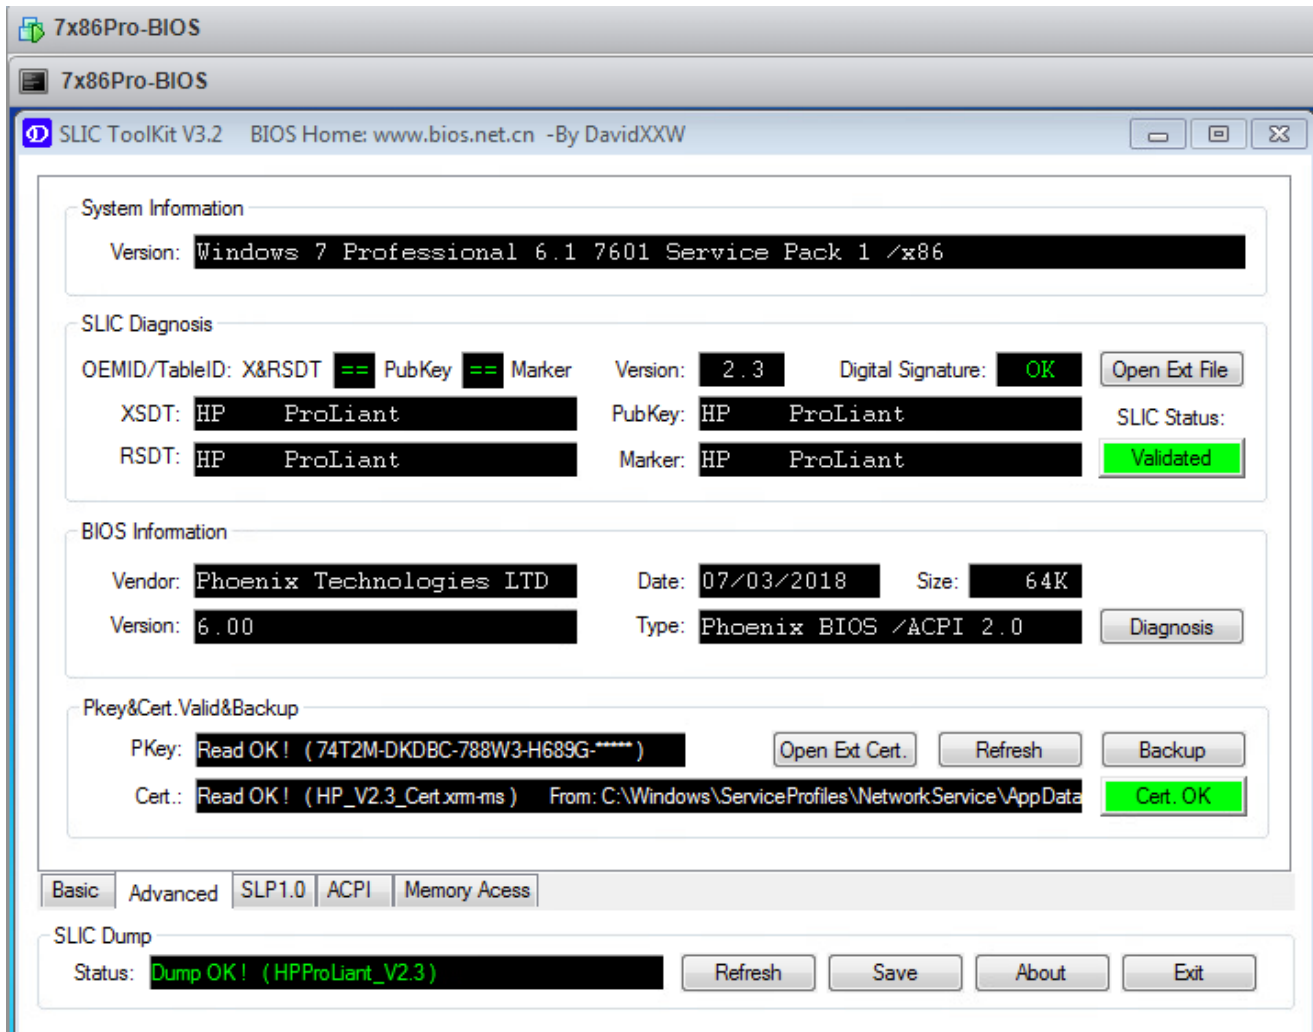 7x86Pro-BIOS
7x86Pro-BIOS
SLIC ToolKit V3.2 BIOS Home: www.bios.net.cn -By DavidXXW
System Information
Version: Windows 7 Professional 6.1 7601 Service Pack 1 /x86
SLIC Diagnosis
OEMID/TableID: X&RSDT == PubKey == Marker Version: 2.3 Digital Signature: OK Open Ext File
XSDT: HP ProLiant PubKey: HP ProLiant SLIC Status:
RSDT: HP ProLiant Marker: HP ProLiant Validated
BIOS Information
Vendor: Phoenix Technologies LTD Date: 07/03/2018 Size: 64K
Version: 6.00 Type: Phoenix BIOS /ACPI 2.0 Diagnosis
Pkey&Cert.Valid&Backup
PKey: Read OK ! ( 74T2M-DKDBC-788W3-H689G-***** ) Open Ext Cert. Refresh Backup
Cert.: Read OK ! ( HP_V2.3_Cert.xrm-ms ) From: C:\Windows\ServiceProfiles\NetworkService\AppData Cert. OK
Basic Advanced SLP1.0 ACPI Memory Acess
SLIC Dump
Status: Dump OK ! ( HPProLiant_V2.3 ) Refresh Save About Exit